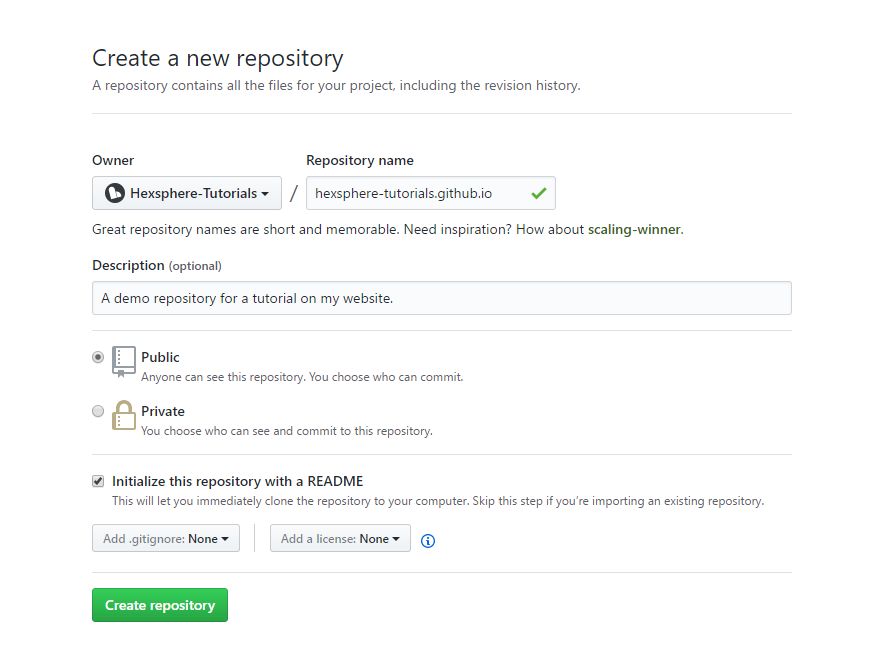 Create a new repository
A repository contains all the files for your project, including the revision history.
Owner
Repository name
Hexsphere-Tutorials / hexsphere-tutorials.github.io
Great repository names are short and memorable. Need inspiration? How about scaling-winner.
Description (optional)
A demo repository for a tutorial on my website.
Public
Anyone can see this repository. You choose who can commit.
Private
You choose who can see and commit to this repository.
Initialize this repository with a README
This will let you immediately clone the repository to your computer. Skip this step if you’re importing an existing repository.
Add .gitignore: None
Add a license: None
Create repository